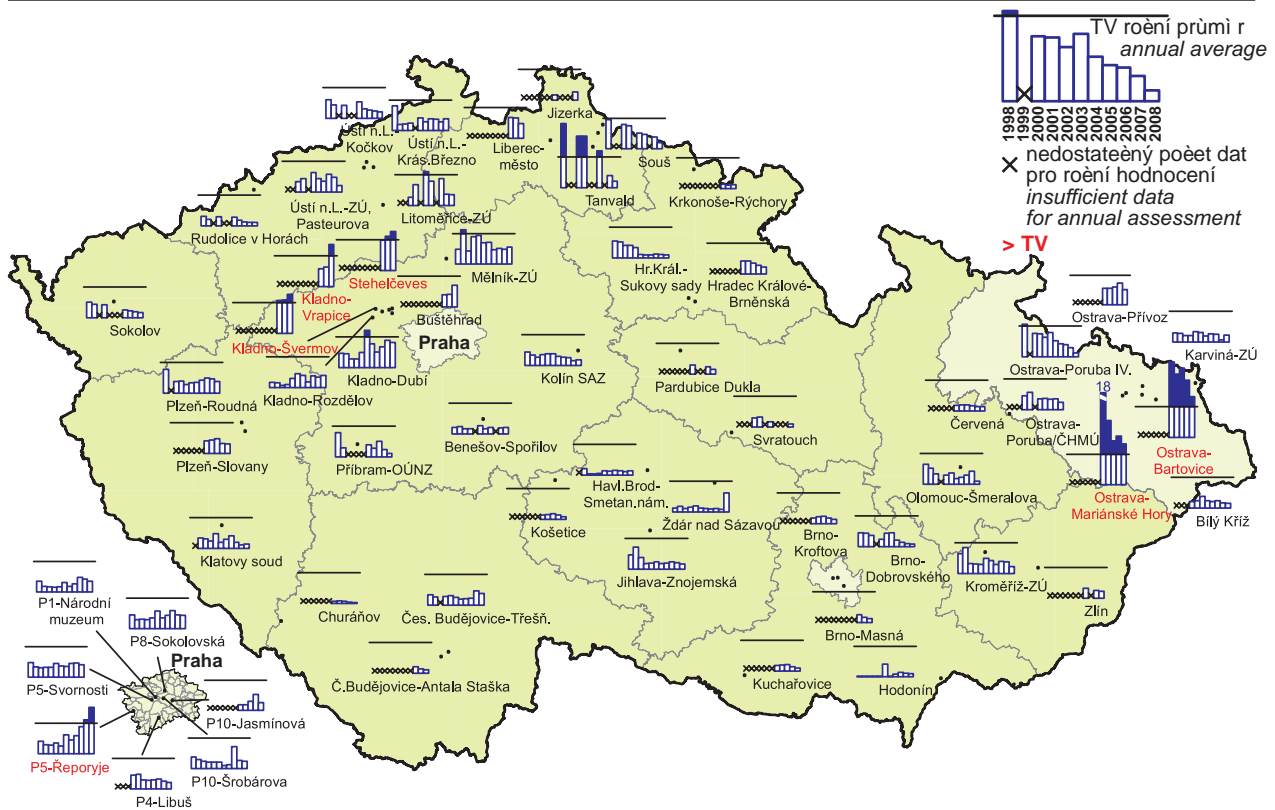 TV roèní prùmì r
annual average
1998
1999
2000
2001
2002
2003
2004
2005
2006
2007
2008
nedostateèný poèet dat
pro roèní hodnocení
insufficient data
for annual assessment
> TV
Jizerka
Ústí n.L.-
Kočkov
Ústí n.L.-
Krás.Březno
Liberec-
město
Souš
Tanvald
Krkonoše-Rýchory
Ústí n.L.-ZÚ,
Pasteurova
Litoměřice-ZÚ
Rudolice v Horách
Mělník-ZÚ
Hr.Král.-
Sukovy sady
Hradec Králové-
Brněnská
Stehelčeves
Kladno-
Vrapice
Buštěhrad
Sokolov
Kladno-Švermov
Praha
Ostrava-Přívoz
Karviná-ZÚ
Ostrava-Poruba IV.
Kladno-Dubí
Kolín SAZ
Pardubice Dukla
Plzeň-Roudná
Kladno-Rozdělov
18
Červená
Ostrava-
Poruba/ČHMÚ
Svratouch
Benešov-Spořilov
Plzeň-Slovany
Příbram-OÚNZ
Ostrava-
Bartovice
Havl.Brod-
Smetan.nám.
Olomouc-Šmeralova
Ostrava-
Mariánské Hory
Ždár nad Sázavou
Bílý Kříž
Košetice
Brno-
Kroftova
Klatovy soud
Jihlava-Znojemská
Brno-
Dobrovského
Kroměříž-ZÚ
P1-Národní
muzeum
Churáňov
Čes. Budějovice-Třešň.
Zlín
Brno-Masná
P8-Sokolovská
Praha
P5-Svornosti
Č.Budějovice-Antala Staška
Kuchařovice
Hodonín
P10-Jasmínová
P5-Řeporyje
P10-Šrobárova
P4-Libuš